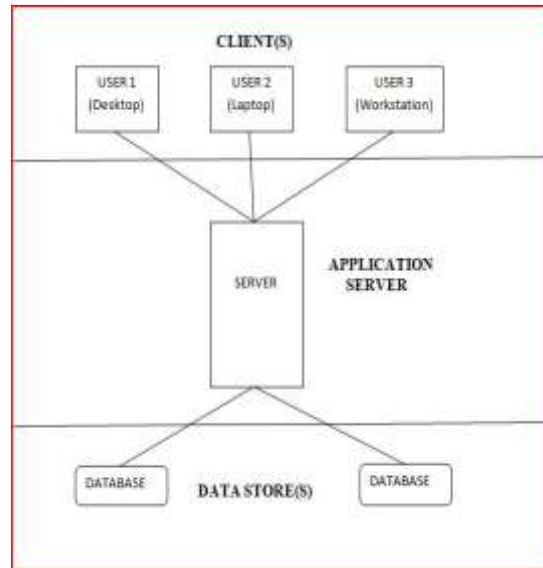 CLIENT(S)
USER 1
(Desktop)
USER 2
(Laptop)
USER 3
(Workstation)
SERVER
APPLICATION
SERVER
DATABASE
DATA STORE(S)
DATABASE